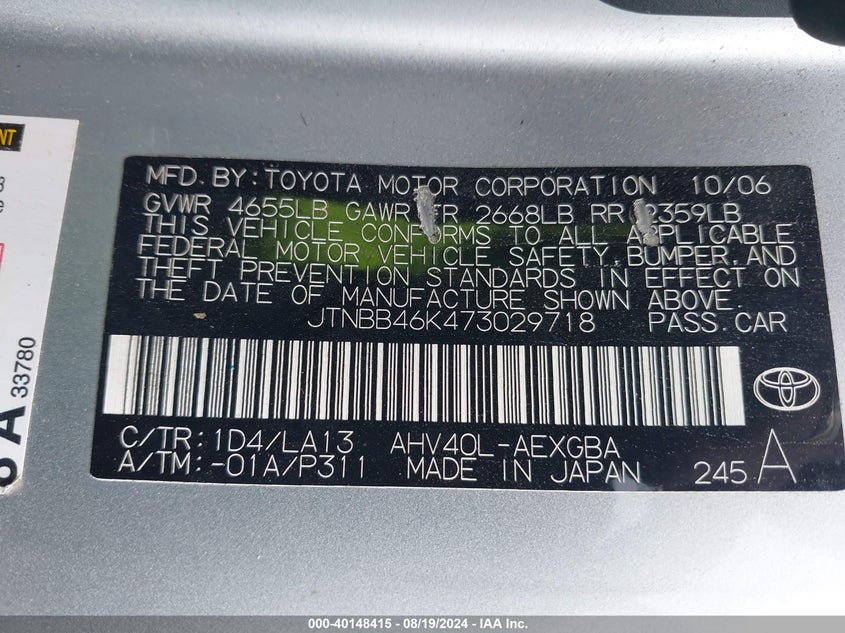 MFD. BY: TOYOTA MOTOR CORPORATION 10/06
GVWR 4655LB GAWR FR 2668LB RR 2359LB
THIS VEHICLE CONFORMS TO ALL APPLICABLE
FEDERAL MOTOR VEHICLE SAFETY, BUMPER, AND
THEFT PREVENTION STANDARDS IN EFFECT ON
THE DATE OF MANUFACTURE SHOWN ABOVE.
JTNBB46K473029718 PASS. CAR
C/TR: 1D4/LA13 AHV40L-AEXGBA
A/TM: -01A/P311 MADE IN JAPAN 245 A
33780
000-40148415 - 08/19/2024 - IAA Inc.